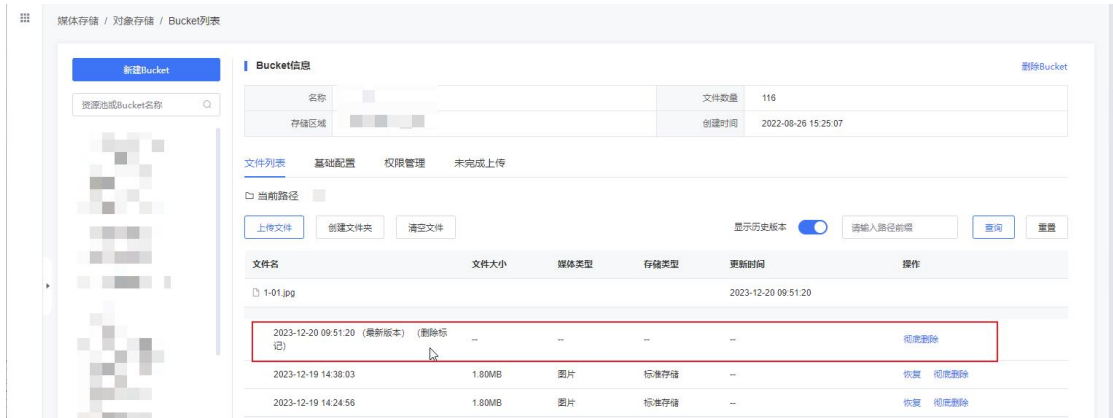 媒体存储 / 对象存储 / Bucket列表
新建Bucket
资源池或Bucket名称
Bucket信息
删除Bucket
名称
文件数量 116
存储区域
创建时间 2022-08-26 15:25:07
文件列表 基础配置 权限管理 未完成上传
当前路径
上传文件 创建文件夹 清空文件 显示历史版本 请输入路径前缀 查询 重置
文件名 文件大小 媒体类型 存储类型 更新时间 操作
1-01.jpg 2023-12-20 09:51:20
2023-12-20 09:51:20 （最新版本） （删除标
记） -- -- -- -- 彻底删除
2023-12-19 14:38:03 1.80MB 图片 标准存储 -- 恢复 彻底删除
2023-12-19 14:24:56 1.80MB 图片 标准存储 -- 恢复 彻底删除